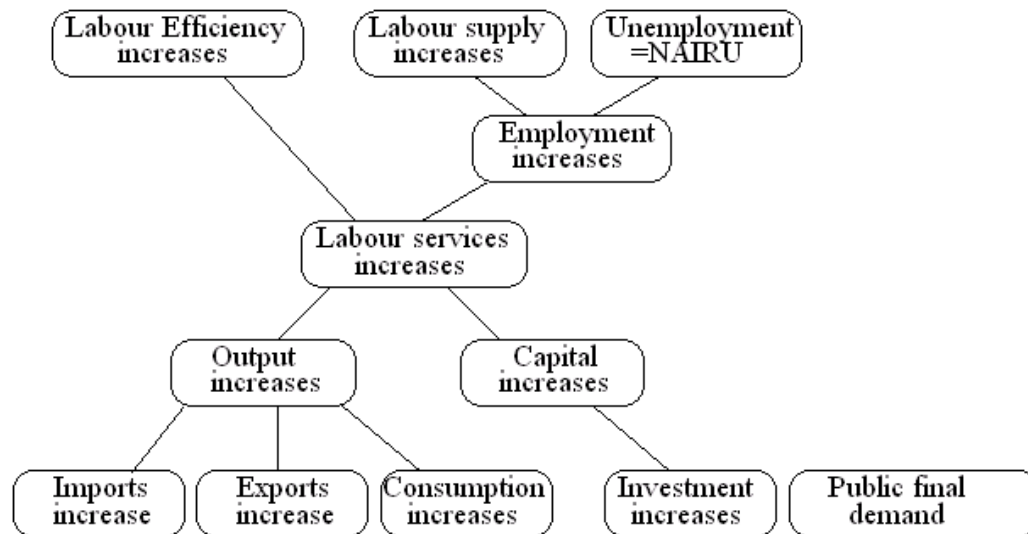 Labour Efficiency
increases
Labour supply
increases
Unemployment
=NAIRU
Employment
increases
Labour services
increases
Output
increases
Capital
increases
Imports
increase
Exports
increase
Consumption
increases
Investment
increases
Public final
demand